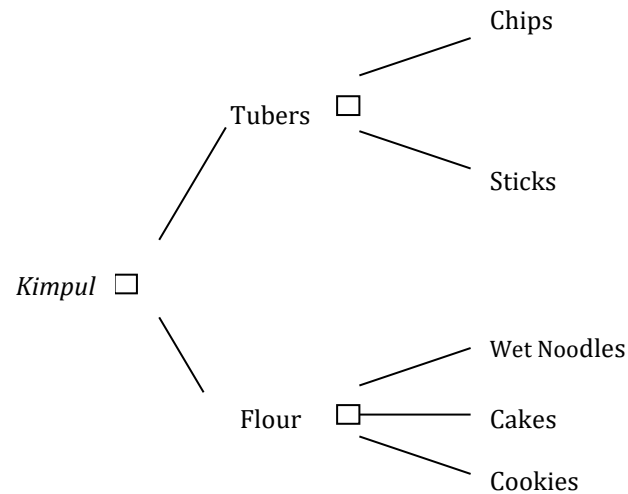 Chips
Tubers
Sticks
Kimpul
Wet Noodles
Flour
Cakes
Cookies